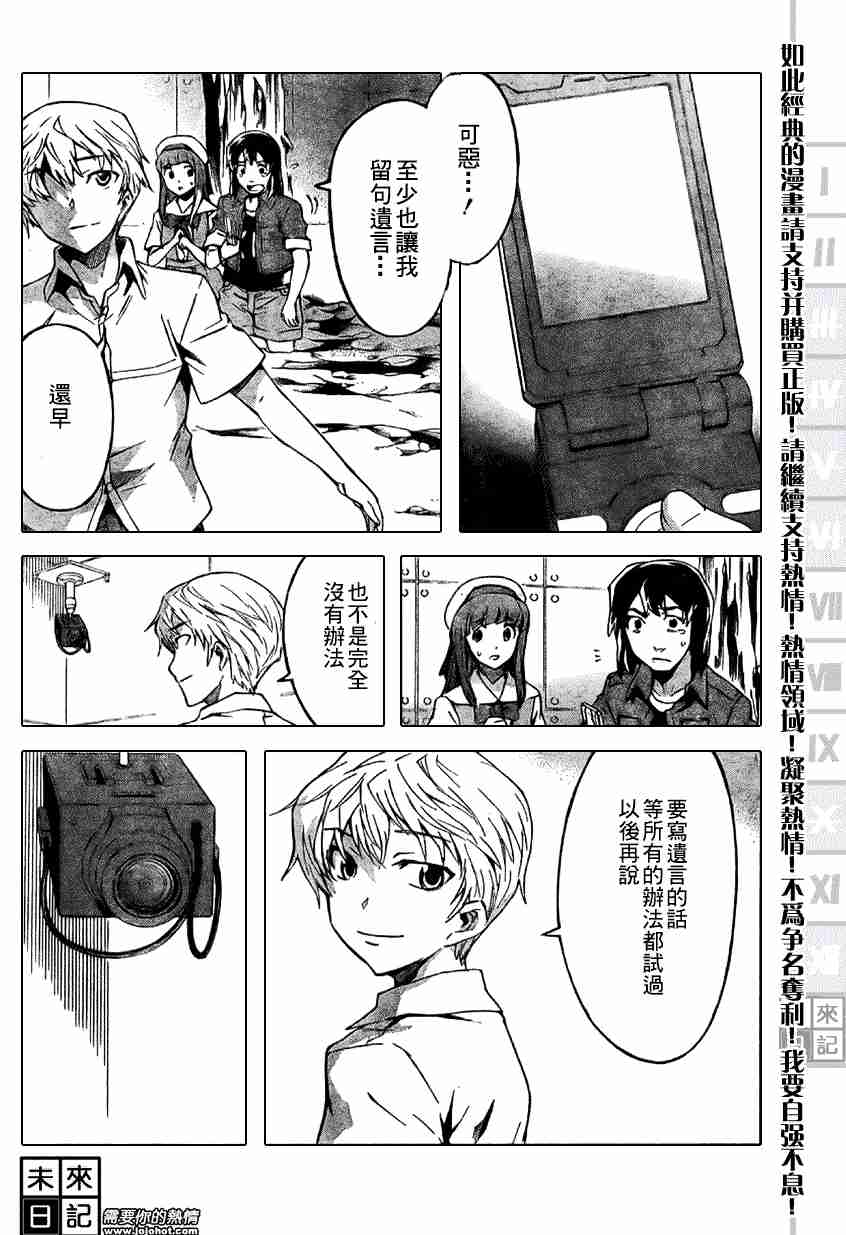 可惡…！
至少也讓我
留句遺言…
還早
也不是完全
沒有辦法
要寫遺言的話
等所有的辦法都試過
以後再說
如此經典的漫畫請支持并購買正版！請繼續支持熱情！熱情領域！凝聚熱情！不爲争名奪利！我要自强不息！
I
II
III
IV
V
VI
VII
VIII
IX
X
XI
來
記
未來
日記
需要你的熱情